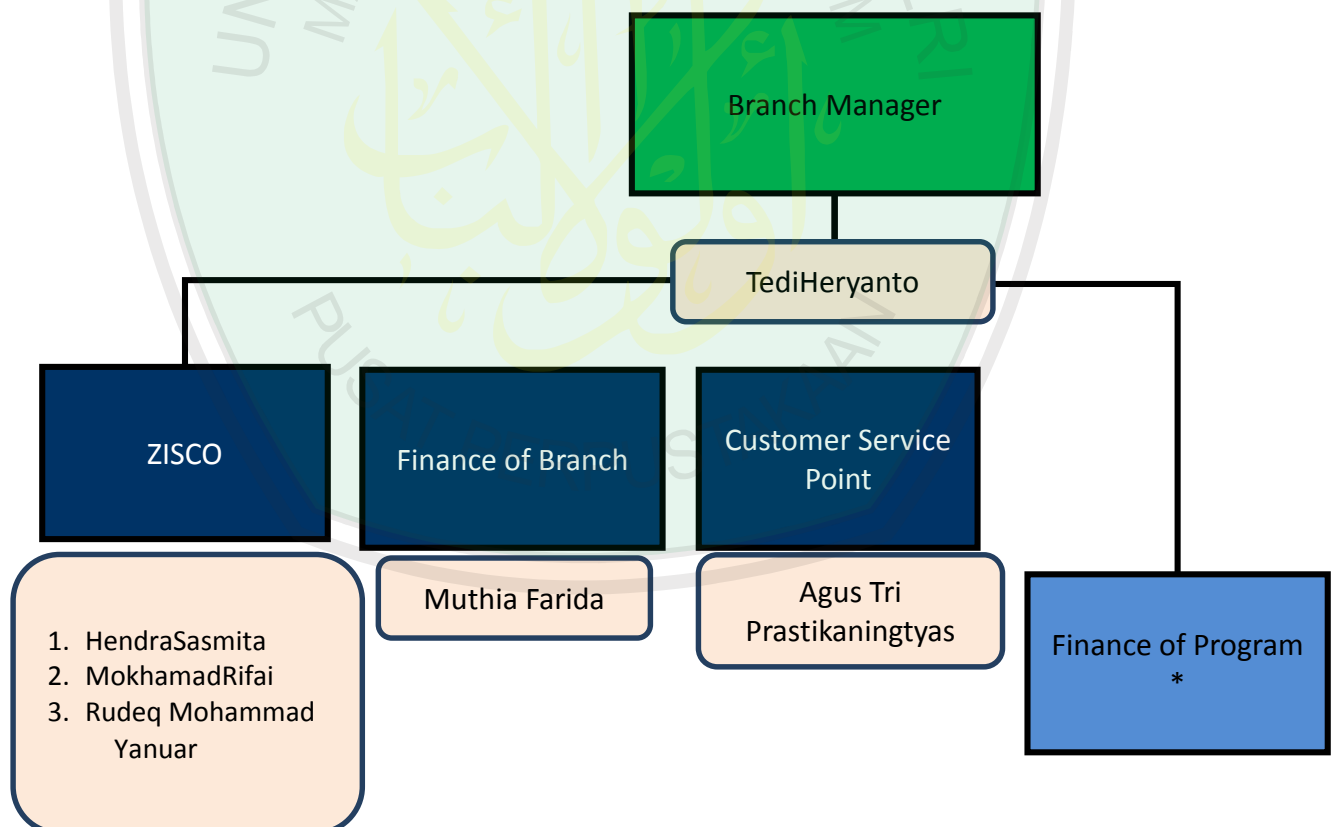 Branch Manager
TediHeryanto
ZISCO
Finance of Branch
Customer Service
Point
Muthia Farida
Agus Tri
Prastikaningtyas
1. HendraSasmita
2. MokhamadRifai
3. Rudeq Mohammad
Yanuar
Finance of Program
*